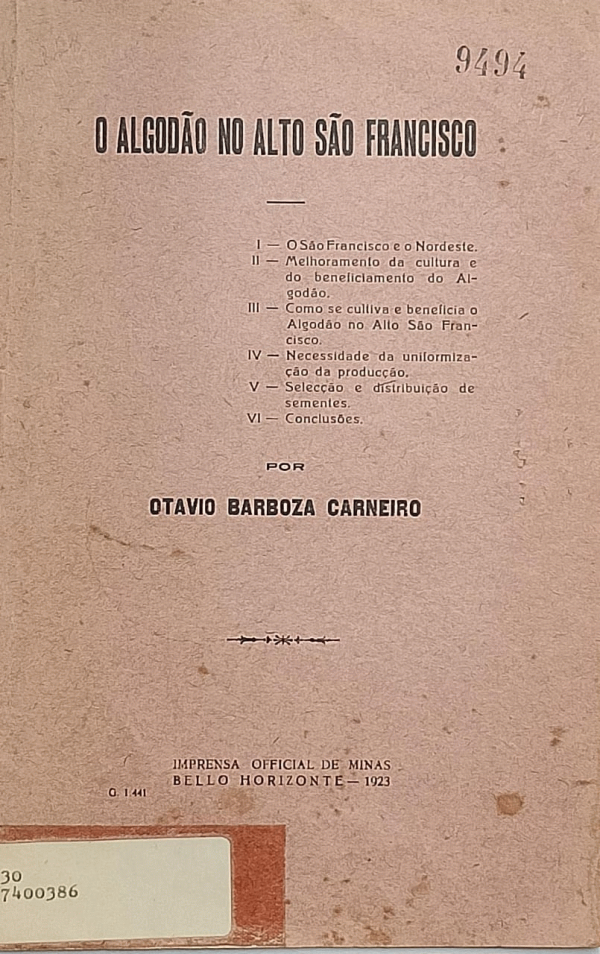 9494
O ALGODÃO NO ALTO SÃO FRANCISCO
I — O São Francisco e o Nordeste.
II — Melhoramento da cultura e
do beneficiamento do Al-
godão.
III — Como se cultiva e beneficia o
Algodão no Alto São Fran-
cisco.
IV — Necessidade da uniformiza-
ção da producção.
V — Selecção e distribuição de
sementes.
VI — Conclusões.
POR
OTAVIO BARBOZA CARNEIRO
IMPRENSA OFFICIAL DE MINAS
BELLO HORIZONTE — 1923
O. 1.441
30
7400386